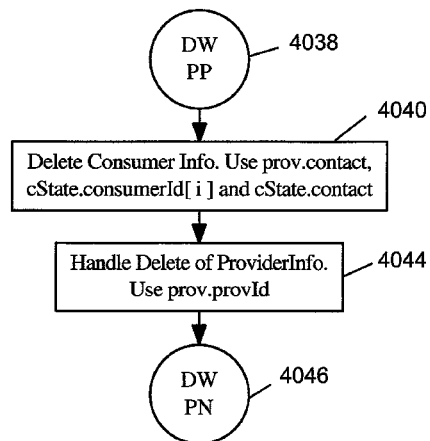 DW
PP
4038
4040
Delete Consumer Info. Use prov.contact,
cState.consumerId[ i ] and cState.contact
Handle Delete of ProviderInfo.
Use prov.provId
4044
DW
PN
4046